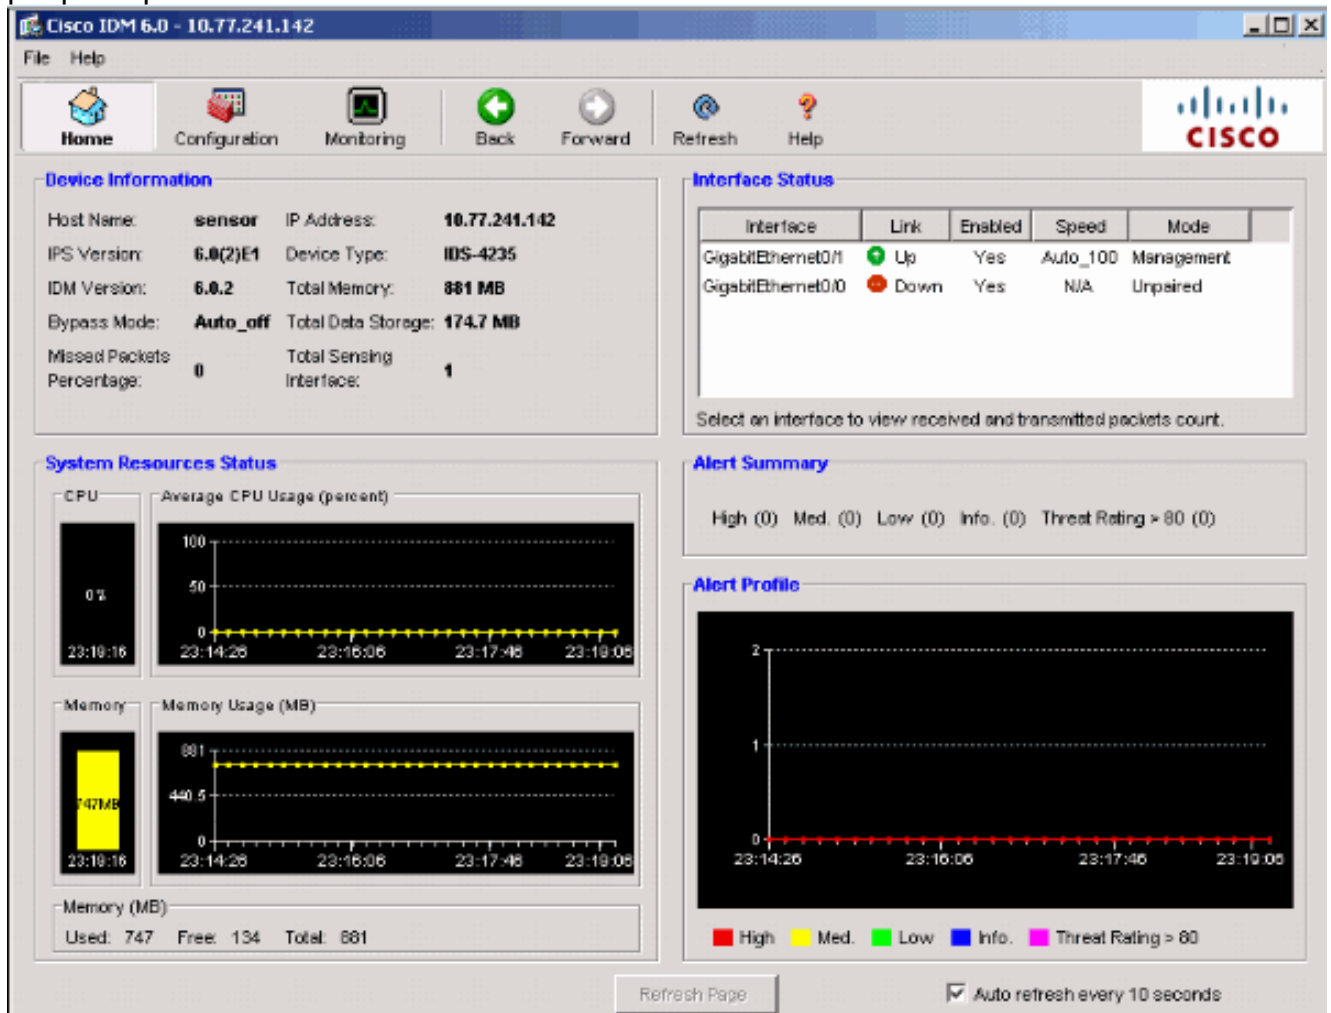 Cisco IDM 6.0 - 10.77.241.142
File Help
Home Configuration Monitoring Back Forward Refresh Help
CISCO
Device Information
Host Name: sensor IP Address: 10.77.241.142
IPS Version: 6.0(2)E1 Device Type: IDS-4235
IDM Version: 6.0.2 Total Memory: 881 MB
Bypass Mode: Auto_off Total Data Storage: 174.7 MB
Missed Packets Percentage: 0 Total Sensing Interface: 1
Interface Status
Interface Link Enabled Speed Mode
GigabitEthernet0/1 Up Yes Auto_100 Management
GigabitEthernet0/0 Down Yes N/A Unpaired
Select an interface to view received and transmitted packets count.
System Resources Status
CPU
0%
23:19:16
Average CPU Usage (percent)
100
50
0
23:14:26 23:16:06 23:17:46 23:19:06
Memory
747MB
23:19:16
Memory Usage (MB)
881
440.5
0
23:14:26 23:16:06 23:17:46 23:19:06
Memory (MB)
Used: 747 Free: 134 Total: 881
Alert Summary
High (0) Med. (0) Low (0) Info. (0) Threat Rating > 80 (0)
Alert Profile
2
1
0
23:14:26 23:16:06 23:17:46 23:19:06
High Med. Low Info. Threat Rating > 80
Refresh Page
Auto refresh every 10 seconds